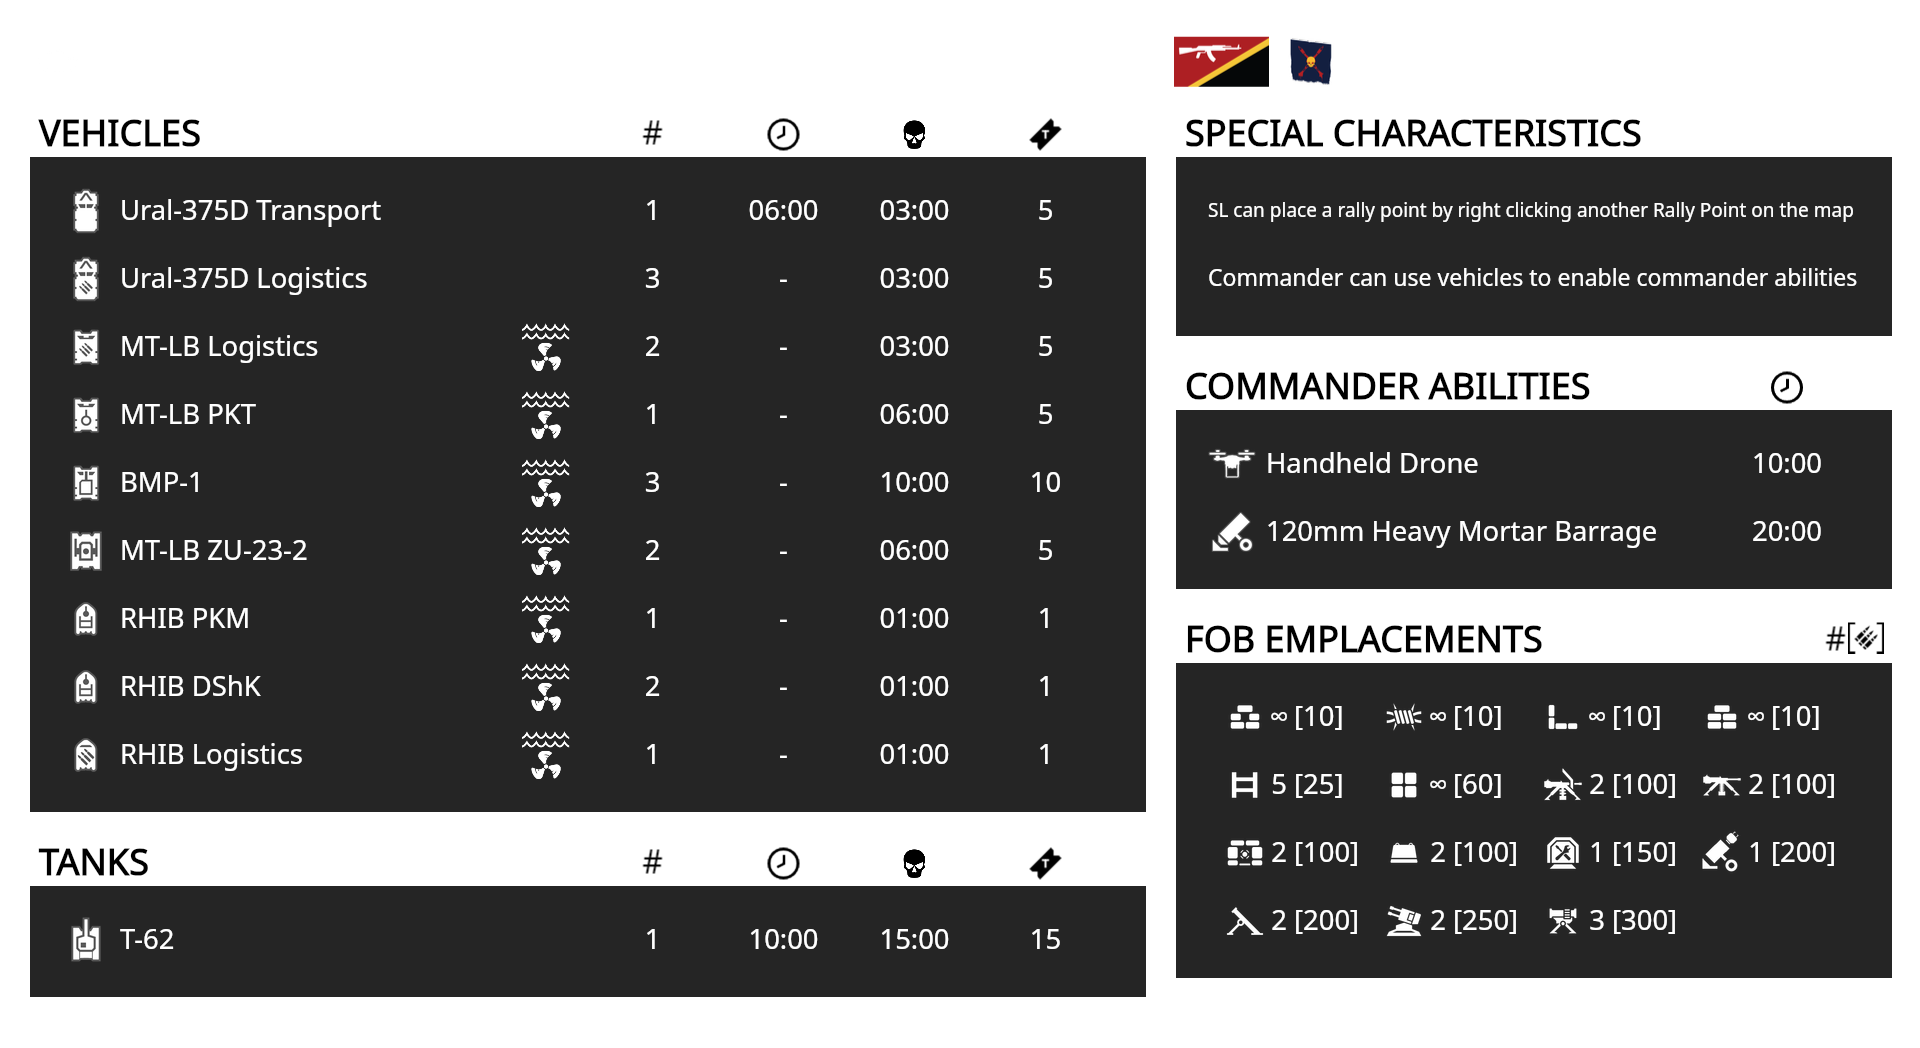 VEHICLES #
Ural-375D Transport 1 06:00 03:00 5
Ural-375D Logistics 3 - 03:00 5
MT-LB Logistics 2 - 03:00 5
MT-LB PKT 1 - 06:00 5
BMP-1 3 - 10:00 10
MT-LB ZU-23-2 2 - 06:00 5
RHIB PKM 1 - 01:00 1
RHIB DShK 2 - 01:00 1
RHIB Logistics 1 - 01:00 1
TANKS #
T-62 1 10:00 15:00 15
SPECIAL CHARACTERISTICS
SL can place a rally point by right clicking another Rally Point on the map
Commander can use vehicles to enable commander abilities
COMMANDER ABILITIES
Handheld Drone 10:00
120mm Heavy Mortar Barrage 20:00
FOB EMPLACEMENTS #[]
∞ [10] ∞ [10] ∞ [10] ∞ [10]
5 [25] ∞ [60] 2 [100] 2 [100]
2 [100] 2 [100] 1 [150] 1 [200]
2 [200] 2 [250] 3 [300]